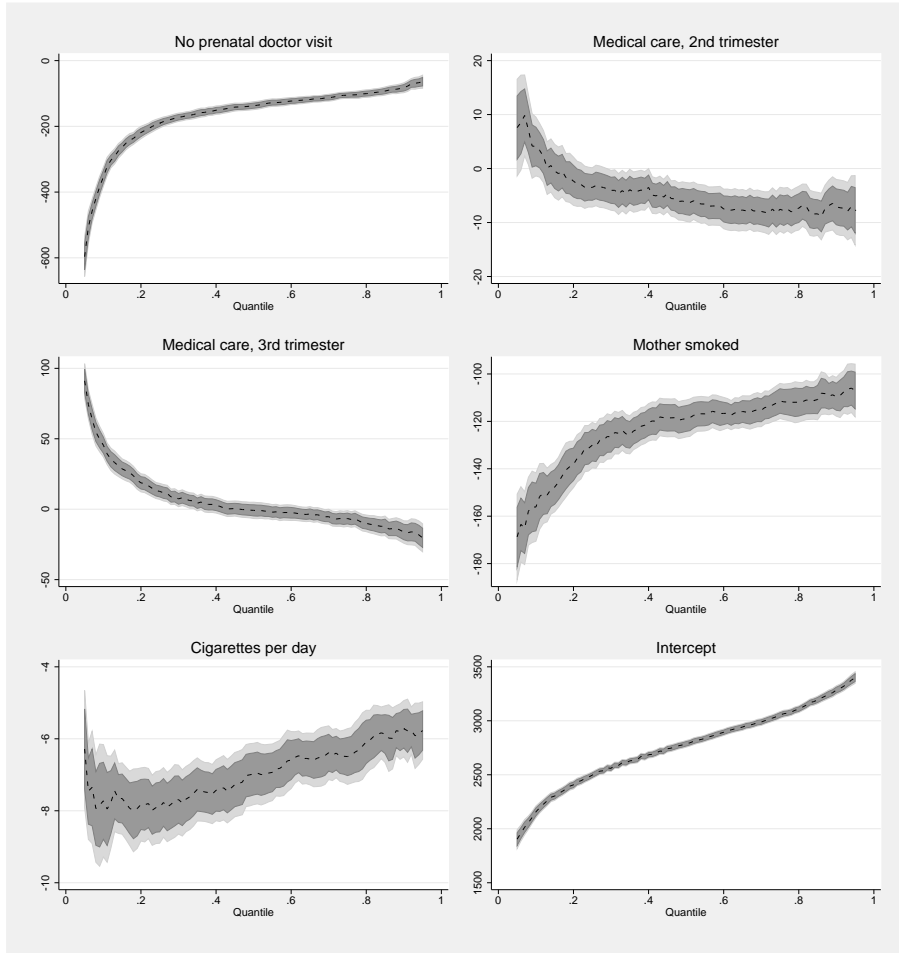 No prenatal doctor visit
0
-200
-400
-600
0 .2 .4 .6 .8 1
Quantile
Medical care, 2nd trimester
20
10
0
-10
-20
0 .2 .4 .6 .8 1
Quantile
Medical care, 3rd trimester
100
50
0
-50
0 .2 .4 .6 .8 1
Quantile
Mother smoked
-100
-120
-140
-160
-180
0 .2 .4 .6 .8 1
Quantile
Cigarettes per day
-4
-6
-8
-10
0 .2 .4 .6 .8 1
Quantile
Intercept
3500
3000
2500
2000
1500
0 .2 .4 .6 .8 1
Quantile